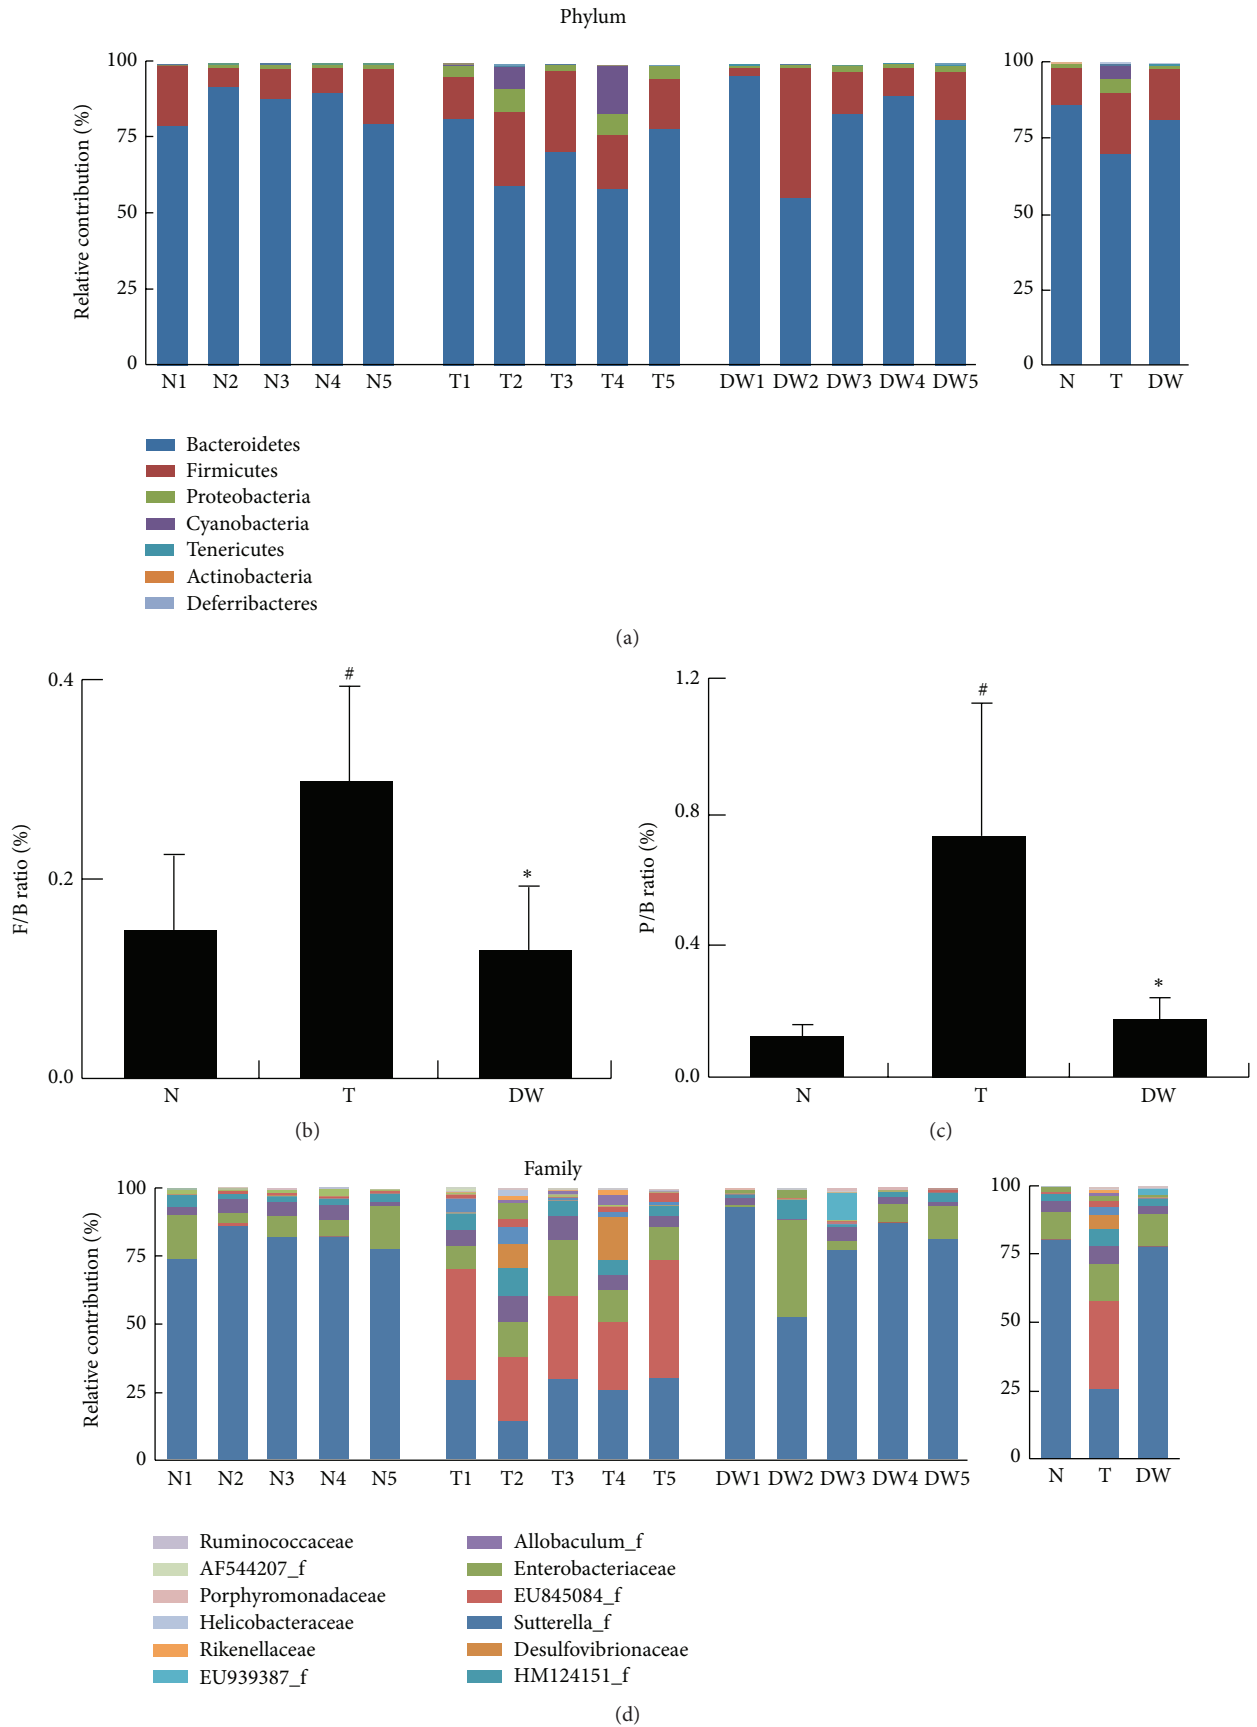 Phylum
Relative contribution (%)
100
75
50
25
0
N1 N2 N3 N4 N5 T1 T2 T3 T4 T5 DW1 DW2 DW3 DW4 DW5
100
75
50
25
0
N T DW
Bacteroidetes
Firmicutes
Proteobacteria
Cyanobacteria
Tenericutes
Actinobacteria
Deferribacteres
(a)
F/B ratio (%)
0.4
0.2
0.0
#
*
N T DW
(b)
P/B ratio (%)
1.2
0.8
0.4
0.0
#
*
N T DW
(c)
Family
Relative contribution (%)
100
75
50
25
0
N1 N2 N3 N4 N5 T1 T2 T3 T4 T5 DW1 DW2 DW3 DW4 DW5
100
75
50
25
0
N T DW
Ruminococcaceae
AF544207_f
Porphyromonadaceae
Helicobacteraceae
Rikenellaceae
EU939387_f
Allobaculum_f
Enterobacteriaceae
EU845084_f
Sutterella_f
Desulfovibrionaceae
HM124151_f
(d)